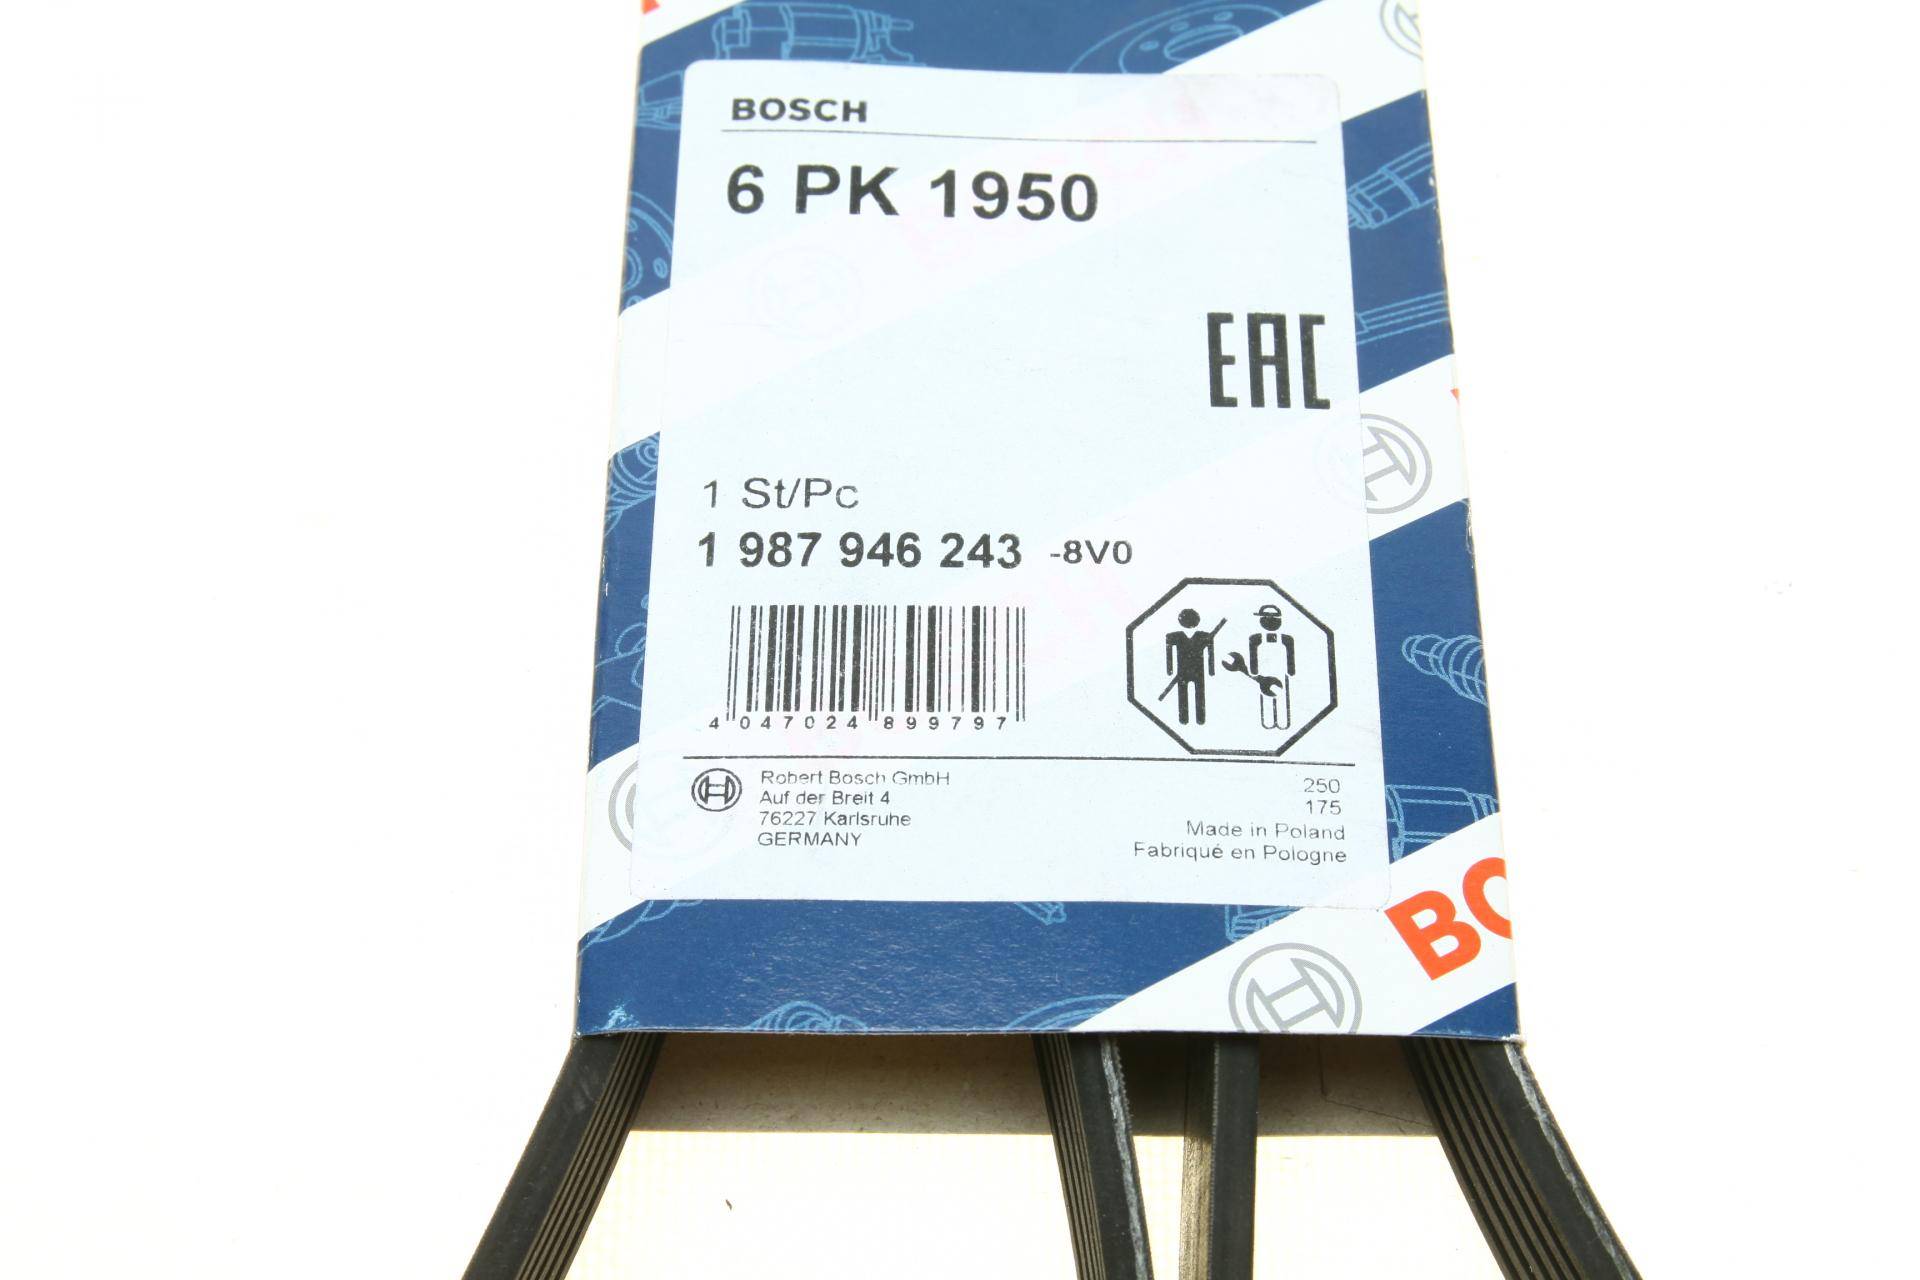 BOSCH
6 PK 1950
EAC
1 St/Pc
1 987 946 243 -8V0
4 047024 899797
Robert Bosch GmbH
Auf der Breit 4
76227 Karlsruhe
GERMANY
250
175
Made in Poland
Fabriqué en Pologne
BO